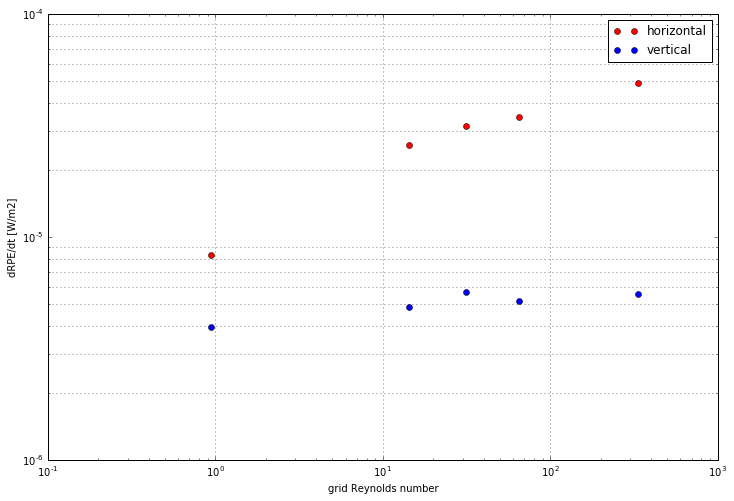 10^-4
horizontal
vertical
10^-5
dRPE/dt [W/m2]
10^-6
10^-1
10^0
10^1
10^2
10^3
grid Reynolds number